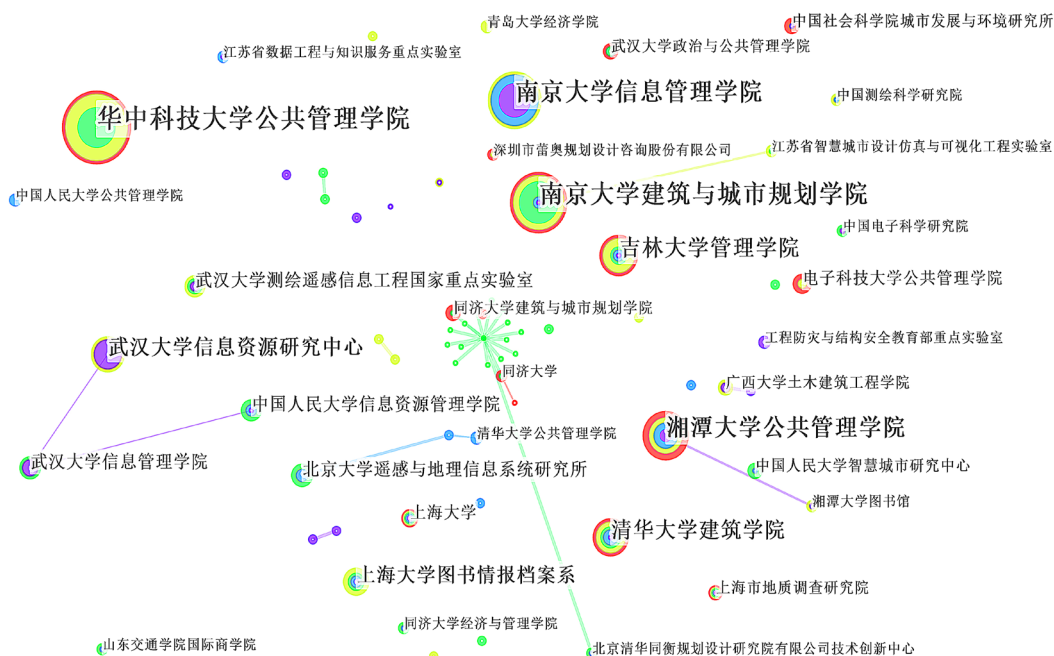 青岛大学经济学院
中国社会科学院城市发展与环境研究所
江苏省数据工程与知识服务重点实验室
武汉大学政治与公共管理学院
南京大学信息管理学院
中国测绘科学研究院
华中科技大学公共管理学院
深圳市蕾奥规划设计咨询股份有限公司
江苏省智慧城市设计仿真与可视化工程实验室
中国人民大学公共管理学院
南京大学建筑与城市规划学院
中国电子科学研究院
吉林大学管理学院
武汉大学测绘遥感信息工程国家重点实验室
电子科技大学公共管理学院
同济大学建筑与城市规划学院
工程防灾与结构安全教育部重点实验室
武汉大学信息资源研究中心
同济大学
广西大学土木建筑工程学院
中国人民大学信息资源管理学院
清华大学公共管理学院
湘潭大学公共管理学院
武汉大学信息管理学院
北京大学遥感与地理信息系统研究所
中国人民大学智慧城市研究中心
湘潭大学图书馆
上海大学
清华大学建筑学院
上海大学图书情报档案系
上海市地质调查研究院
同济大学经济与管理学院
山东交通学院国际商学院
北京清华同衡规划设计研究院有限公司技术创新中心